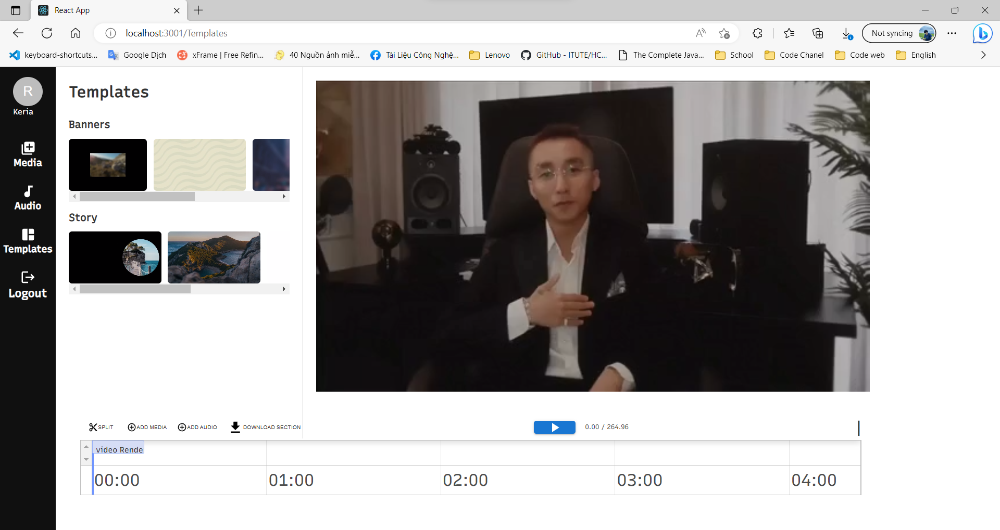 React App
localhost:3001/Templates
Not syncing
keyboard-shortcuts... Google Dịch xFrame | Free Refin... 40 Nguồn ảnh miễ... Tài Liệu Công Nghệ... Lenovo GitHub - ITUTE/HC... The Complete Java... School Code Chanel Code web English
R
Keria
Media
Audio
Templates
Logout
Templates
Banners
Story
SPLIT ADD MEDIA ADD AUDIO DOWNLOAD SECTION
0.00 / 264.96
video Rende
00:00 01:00 02:00 03:00 04:00